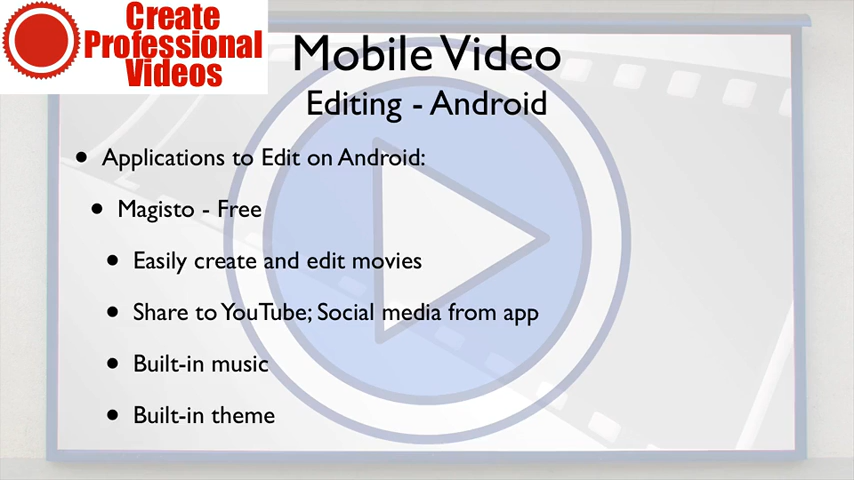 Create
Professional
Videos
Mobile Video
Editing - Android
• Applications to Edit on Android:
• Magisto - Free
• Easily create and edit movies
• Share to YouTube; Social media from app
• Built-in music
• Built-in theme